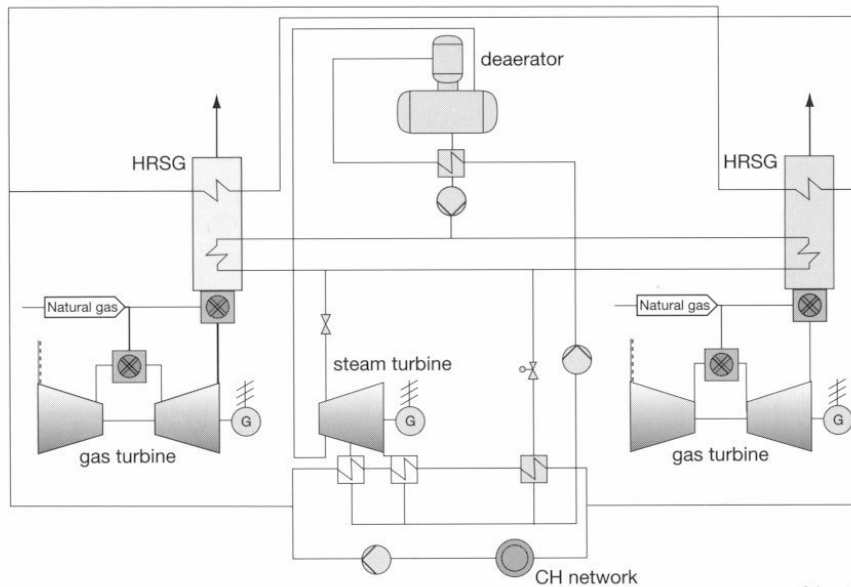 deaerator
HRSG
HRSG
Natural gas
Natural gas
steam turbine
G
G
G
gas turbine
gas turbine
CH network